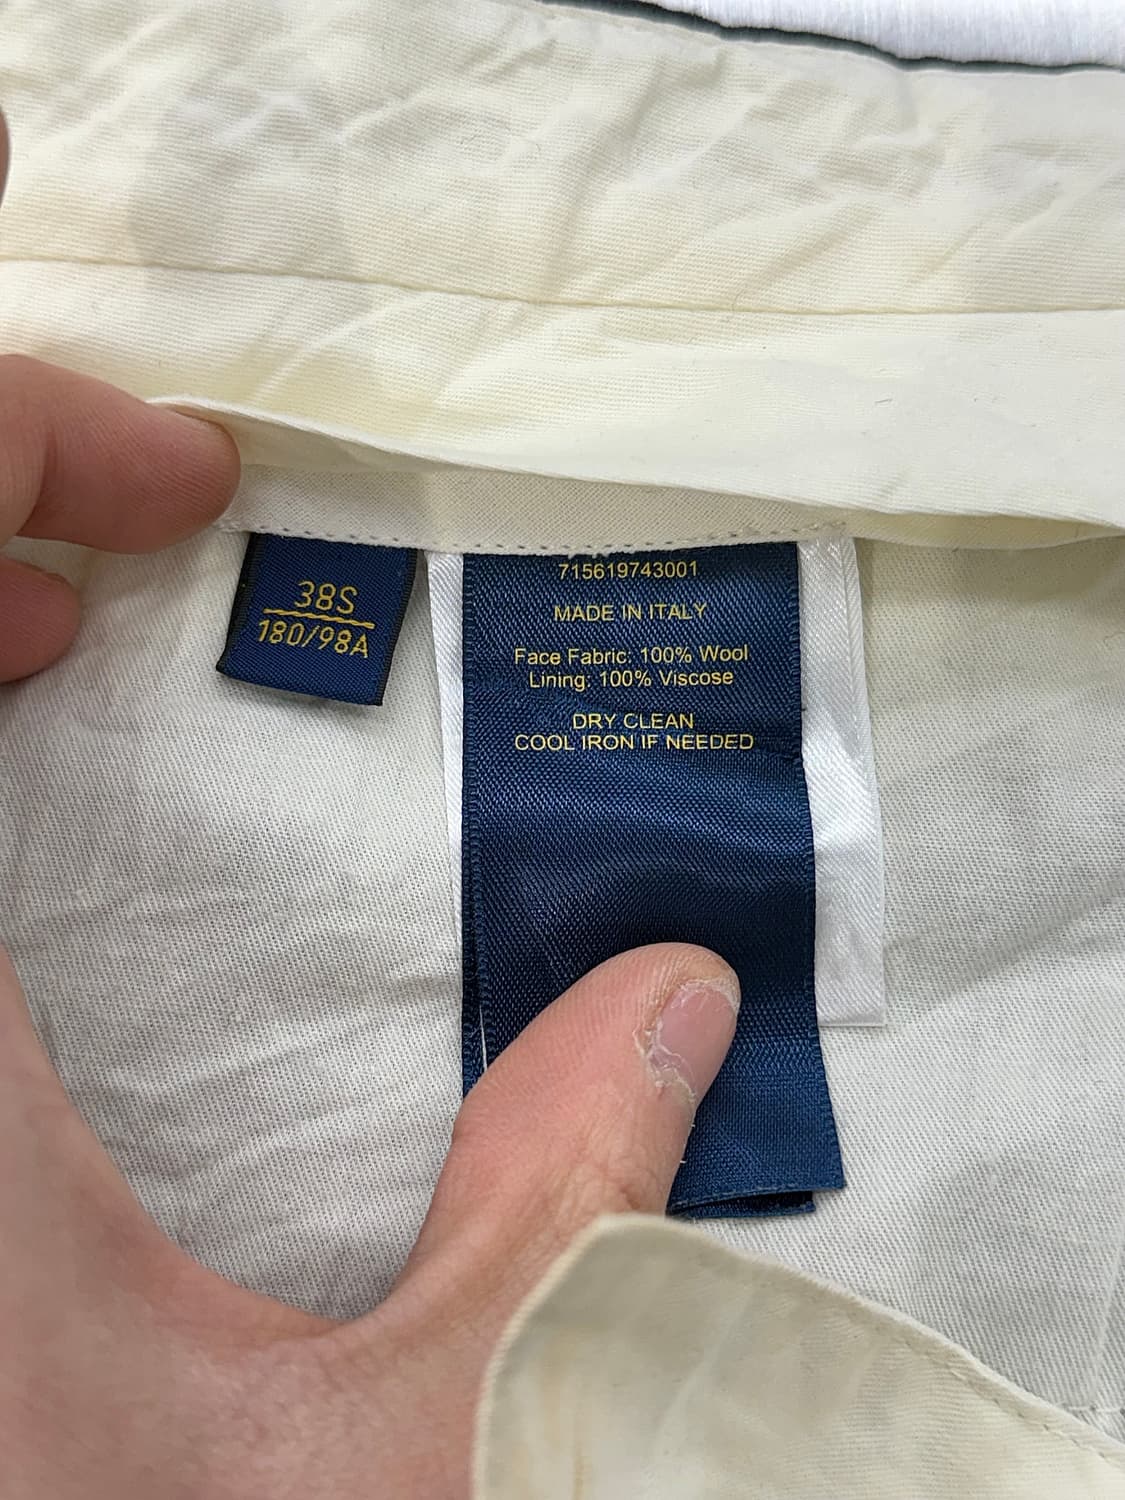 38S
180/98A
715619743001
MADE IN ITALY
Face Fabric: 100% Wool
Lining: 100% Viscose
DRY CLEAN
COOL IRON IF NEEDED